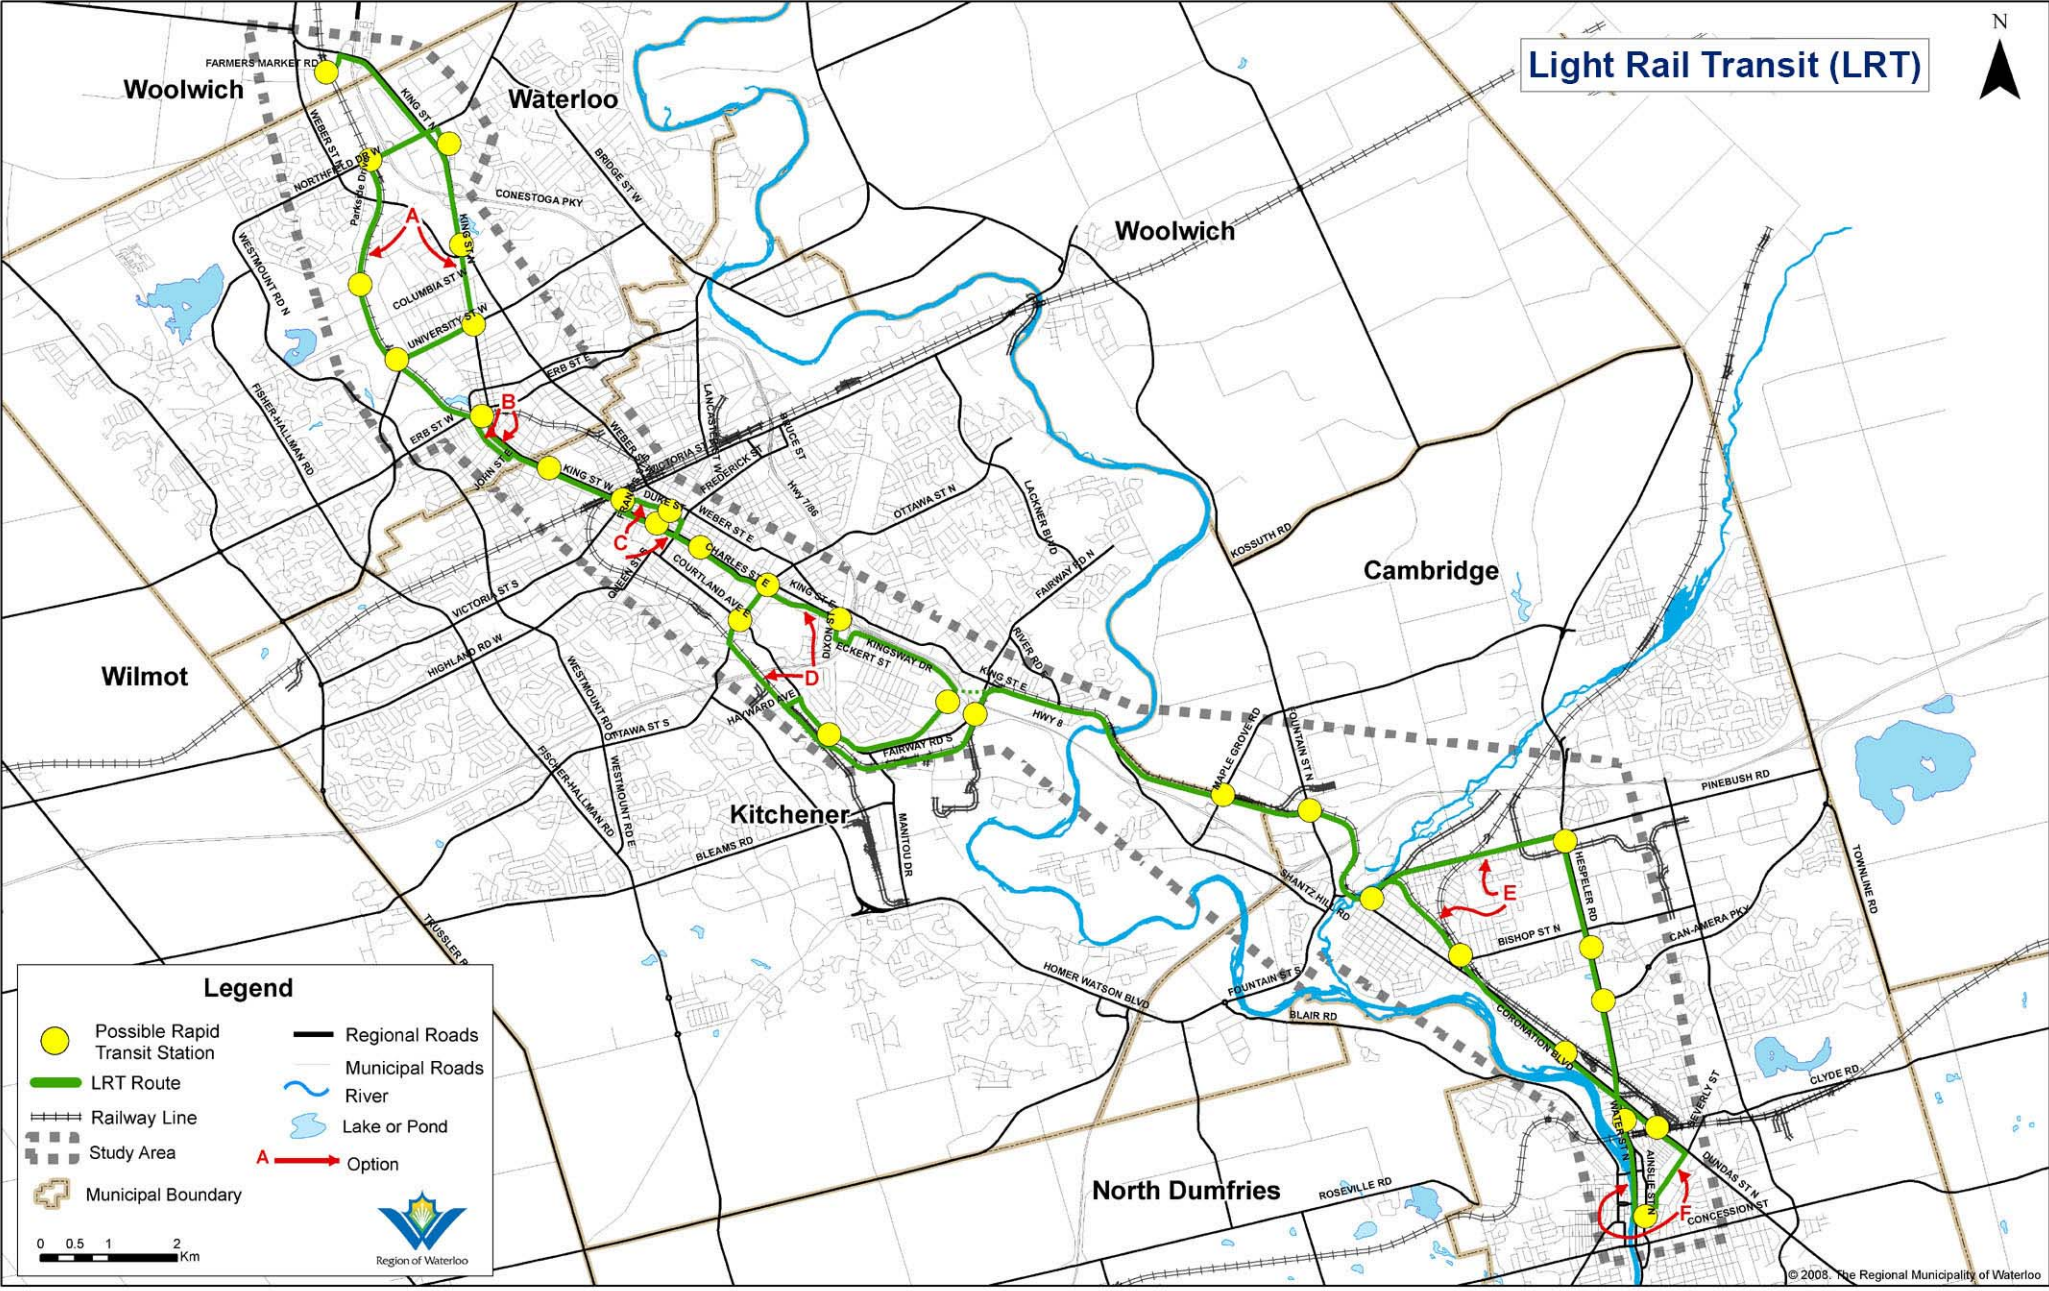 Light Rail Transit (LRT)
N
FARMERS MARKET RD
Woolwich
Waterloo
KING ST N
WEBER ST N
NORTHFIELD DR W
Parkside Drive
BRIDGE ST W
CONESTOGA PKY
A
KING ST N
WESTMOUNT RD N
COLUMBIA ST W
UNIVERSITY ST W
Woolwich
ERB ST E
FISHER-HALLMAN RD
B
ERB ST W
LANCASTER ST W
BRUCE ST
VICTORIA ST
FREDERICK ST
JOHN ST E
KING ST W
DUKE ST
WEBER ST E
Hwy 7/86
OTTAWA ST N
LACKNER BLVD
KOSSUTH RD
C
CHARLES ST E
QUEEN ST S
COURTLAND AVE E
KING ST E
FAIRWAY RD N
Cambridge
VICTORIA ST S
HIGHLAND RD W
DIXON ST
ECKERT ST
KINGSWAY DR
RIVER RD E
Wilmot
D
KING ST E
HWY 8
WESTMOUNT RD
HAYWARD AVE
OTTAWA ST S
FAIRWAY RD S
MAPLE GROVE RD
FOUNTAIN ST N
FISCHER-HALLMAN RD
WESTMOUNT RD E
PINEBUSH RD
Kitchener
BLEAMS RD
MANITOU DR
HESPELER RD
TOWNLINE RD
SHANTZ HILL RD
E
BISHOP ST N
CAN-AMERA PKY
TRUSSLER R
HOMER WATSON BLVD
FOUNTAIN ST S
BLAIR RD
CORONATION BLVD
CLYDE RD
BEVERLY ST
WATER ST N
AINSLIE ST N
DUNDAS ST N
North Dumfries
ROSEVILLE RD
F
CONCESSION ST
Legend
Possible Rapid
Transit Station
LRT Route
Railway Line
Study Area
Municipal Boundary
Regional Roads
Municipal Roads
River
Lake or Pond
A
Option
0 0.5 1 2
Km
Region of Waterloo
© 2008. The Regional Municipality of Waterloo